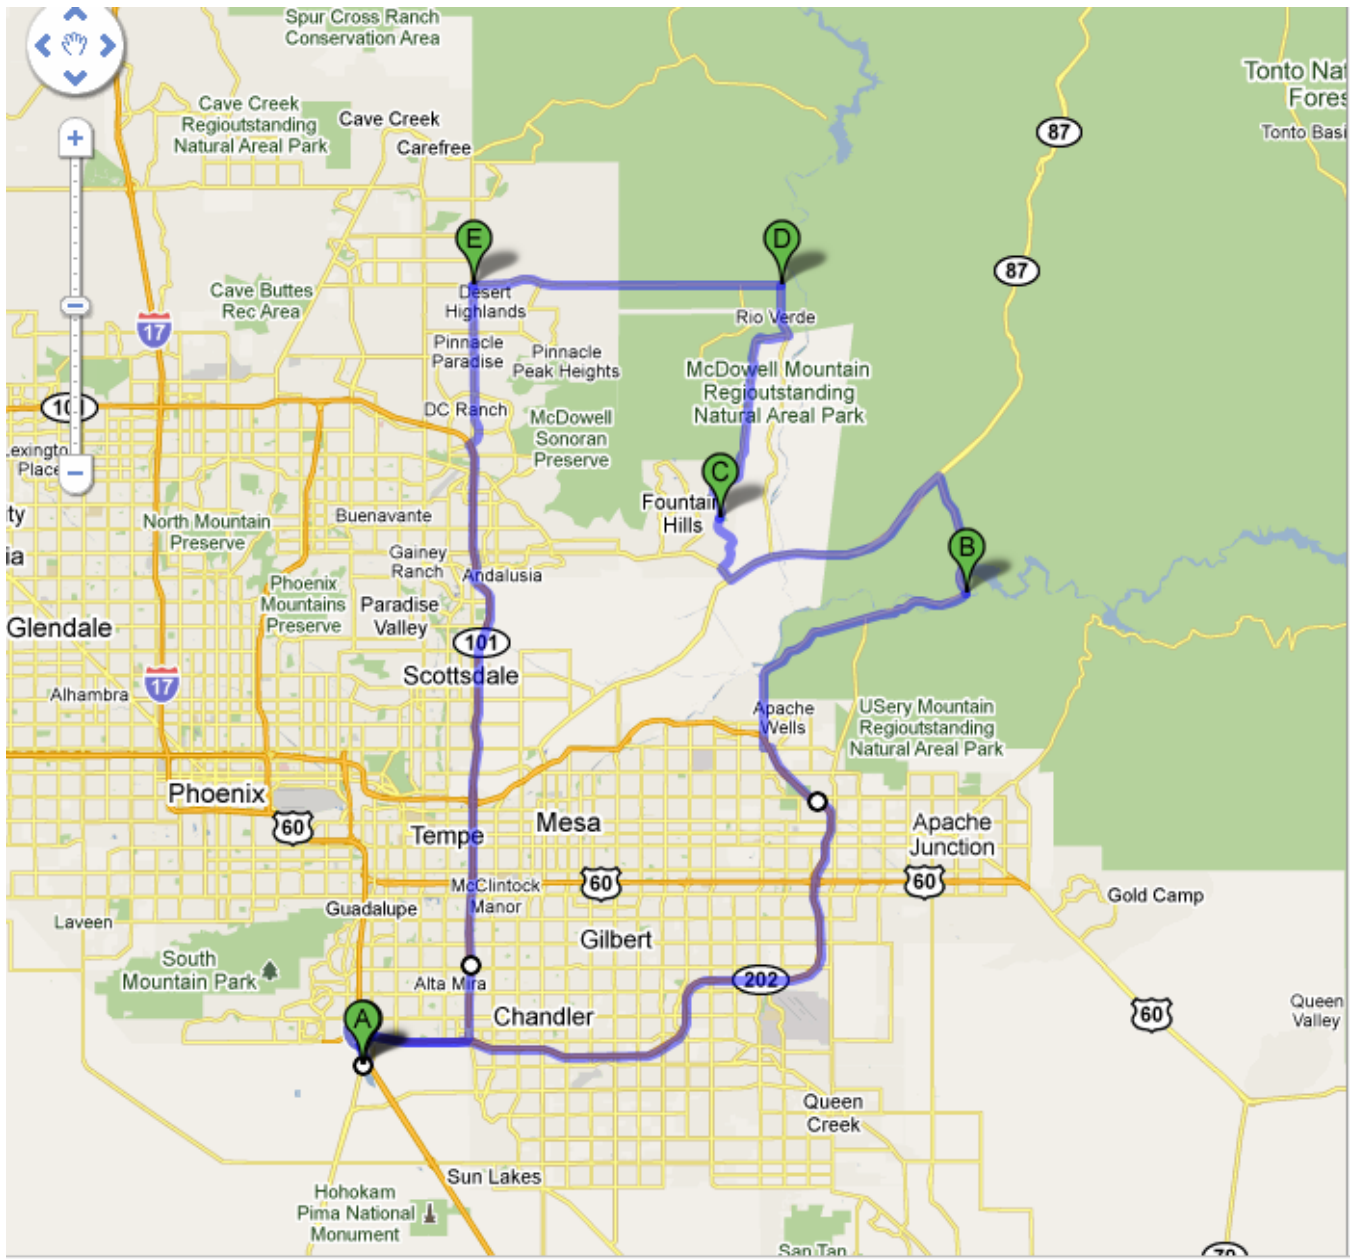 Spur Cross Ranch
Conservation Area
Tonto Nat
Fores
Tonto Basi
Cave Creek
Regioutstanding
Natural Areal Park
Cave Creek
Carefree
87
+
E
D
87
Desert
Highlands
Cave Buttes
Rec Area
17
Rio Verde
Pinnacle
Paradise
Pinnacle
Peak Heights
McDowell Mountain
Regioutstanding
Natural Areal Park
101
DC Ranch
McDowell
Sonoran
Preserve
Lexingto
Place
−
C
Fountain
Hills
ty
North Mountain
Preserve
Buenavante
B
ia
Gainey
Ranch
Andalusia
Phoenix
Mountains
Preserve
Paradise
Valley
Glendale
101
Scottsdale
17
Alhambra
Apache
Wells
USery Mountain
Regioutstanding
Natural Areal Park
Phoenix
60
Tempe
Mesa
Apache
Junction
McClintock
Manor
60
60
Gold Camp
Guadalupe
Laveen
Gilbert
South
Mountain Park
Alta Mira
202
Chandler
A
60
Queen
Valley
Queen
Creek
Sun Lakes
Hohokam
Pima National
Monument
San Tan
79